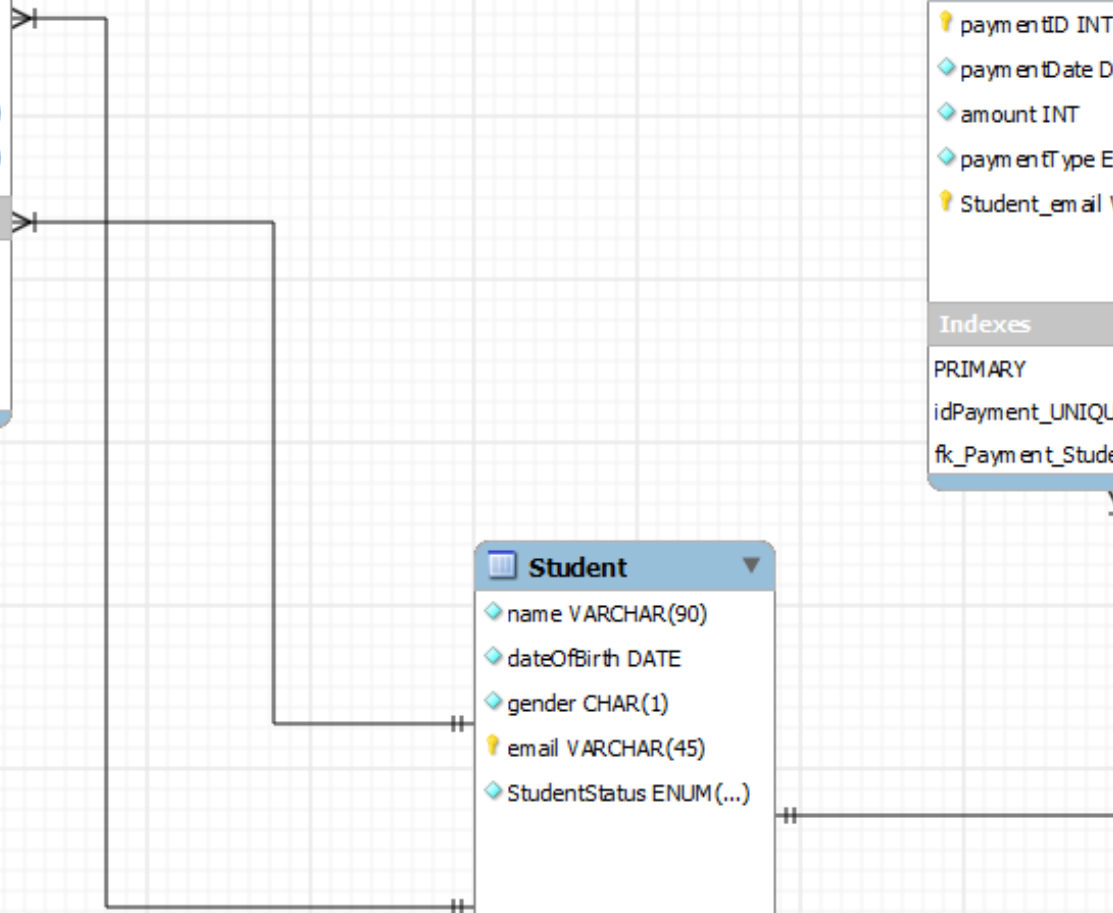 paymentID INT
paymentDate D
amount INT
paymentType E
Student_email
Indexes
PRIMARY
idPayment_UNIQU
fk_Payment_Stude
Student
name VARCHAR(90)
dateOfBirth DATE
gender CHAR(1)
email VARCHAR(45)
StudentStatus ENUM(...)